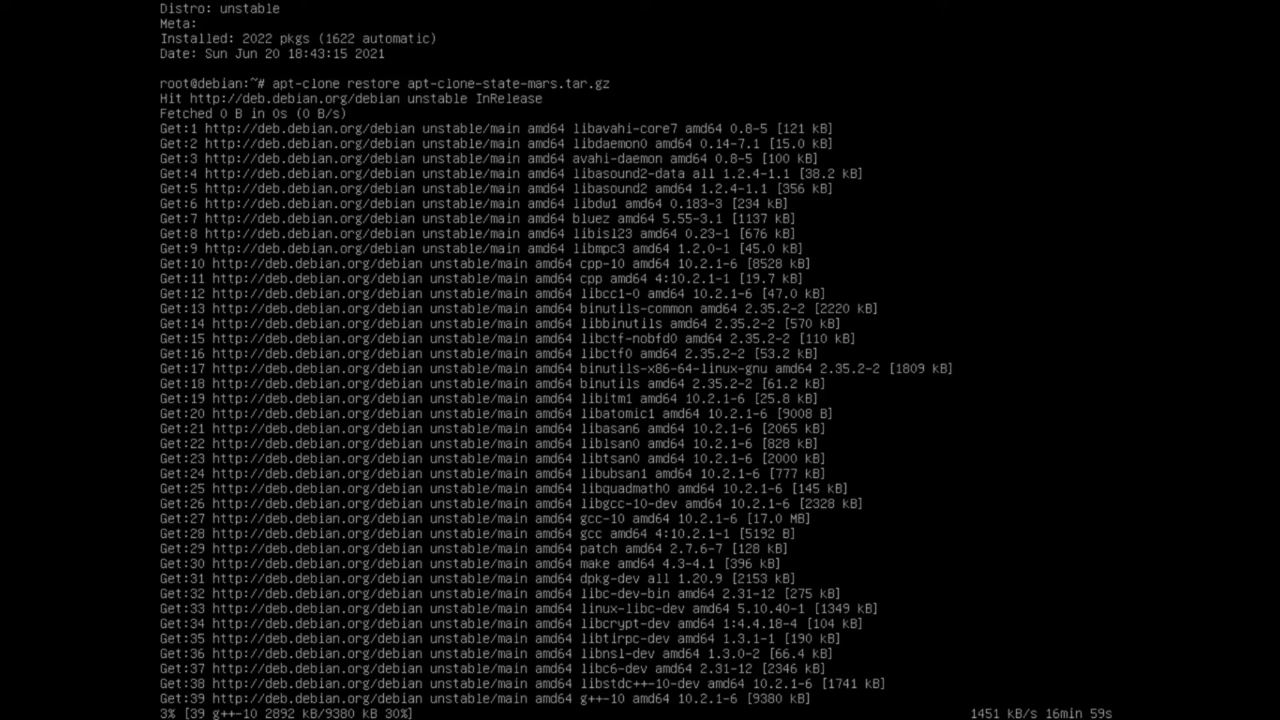 Distro: unstable
Meta:
Installed: 2022 pkgs (1622 automatic)
Date: Sun Jun 20 18:43:15 2021
root@debian:~# apt-clone restore apt-clone-state-mars.tar.gz
Hit http://deb.debian.org/debian unstable InRelease
Fetched 0 B in 0s (0 B/s)
Get:1 http://deb.debian.org/debian unstable/main amd64 libavahi-core7 amd64 0.8-5 [121 kB]
Get:2 http://deb.debian.org/debian unstable/main amd64 libdaemon0 amd64 0.14-7.1 [15.0 kB]
Get:3 http://deb.debian.org/debian unstable/main amd64 avahi-daemon amd64 0.8-5 [100 kB]
Get:4 http://deb.debian.org/debian unstable/main amd64 libasound2-data all 1.2.4-1.1 [38.2 kB]
Get:5 http://deb.debian.org/debian unstable/main amd64 libasound2 amd64 1.2.4-1.1 [356 kB]
Get:6 http://deb.debian.org/debian unstable/main amd64 libdw1 amd64 0.183-3 [234 kB]
Get:7 http://deb.debian.org/debian unstable/main amd64 bluez amd64 5.55-3.1 [1137 kB]
Get:8 http://deb.debian.org/debian unstable/main amd64 libisl23 amd64 0.23-1 [676 kB]
Get:9 http://deb.debian.org/debian unstable/main amd64 libmpc3 amd64 1.2.0-1 [45.0 kB]
Get:10 http://deb.debian.org/debian unstable/main amd64 cpp-10 amd64 10.2.1-6 [8528 kB]
Get:11 http://deb.debian.org/debian unstable/main amd64 cpp amd64 4:10.2.1-1 [19.7 kB]
Get:12 http://deb.debian.org/debian unstable/main amd64 libcc1-0 amd64 10.2.1-6 [47.0 kB]
Get:13 http://deb.debian.org/debian unstable/main amd64 binutils-common amd64 2.35.2-2 [2220 kB]
Get:14 http://deb.debian.org/debian unstable/main amd64 libbinutils amd64 2.35.2-2 [570 kB]
Get:15 http://deb.debian.org/debian unstable/main amd64 libctf-nobfd0 amd64 2.35.2-2 [110 kB]
Get:16 http://deb.debian.org/debian unstable/main amd64 libctf0 amd64 2.35.2-2 [53.2 kB]
Get:17 http://deb.debian.org/debian unstable/main amd64 binutils-x86-64-linux-gnu amd64 2.35.2-2 [1809 kB]
Get:18 http://deb.debian.org/debian unstable/main amd64 binutils amd64 2.35.2-2 [61.2 kB]
Get:19 http://deb.debian.org/debian unstable/main amd64 libitm1 amd64 10.2.1-6 [25.8 kB]
Get:20 http://deb.debian.org/debian unstable/main amd64 libatomic1 amd64 10.2.1-6 [9008 B]
Get:21 http://deb.debian.org/debian unstable/main amd64 libasan6 amd64 10.2.1-6 [2065 kB]
Get:22 http://deb.debian.org/debian unstable/main amd64 liblsan0 amd64 10.2.1-6 [828 kB]
Get:23 http://deb.debian.org/debian unstable/main amd64 libtsan0 amd64 10.2.1-6 [2000 kB]
Get:24 http://deb.debian.org/debian unstable/main amd64 libubsan1 amd64 10.2.1-6 [777 kB]
Get:25 http://deb.debian.org/debian unstable/main amd64 libquadmath0 amd64 10.2.1-6 [145 kB]
Get:26 http://deb.debian.org/debian unstable/main amd64 libgcc-10-dev amd64 10.2.1-6 [2328 kB]
Get:27 http://deb.debian.org/debian unstable/main amd64 gcc-10 amd64 10.2.1-6 [17.0 MB]
Get:28 http://deb.debian.org/debian unstable/main amd64 gcc amd64 4:10.2.1-1 [5192 B]
Get:29 http://deb.debian.org/debian unstable/main amd64 patch amd64 2.7.6-7 [128 kB]
Get:30 http://deb.debian.org/debian unstable/main amd64 make amd64 4.3-4.1 [396 kB]
Get:31 http://deb.debian.org/debian unstable/main amd64 dpkg-dev all 1.20.9 [2153 kB]
Get:32 http://deb.debian.org/debian unstable/main amd64 libc-dev-bin amd64 2.31-12 [275 kB]
Get:33 http://deb.debian.org/debian unstable/main amd64 linux-libc-dev amd64 5.10.40-1 [1349 kB]
Get:34 http://deb.debian.org/debian unstable/main amd64 libcrypt-dev amd64 1:4.4.18-4 [104 kB]
Get:35 http://deb.debian.org/debian unstable/main amd64 libtirpc-dev amd64 1.3.1-1 [190 kB]
Get:36 http://deb.debian.org/debian unstable/main amd64 libnsl-dev amd64 1.3.0-2 [66.4 kB]
Get:37 http://deb.debian.org/debian unstable/main amd64 libc6-dev amd64 2.31-12 [2346 kB]
Get:38 http://deb.debian.org/debian unstable/main amd64 libstdc++-10-dev amd64 10.2.1-6 [1741 kB]
Get:39 http://deb.debian.org/debian unstable/main amd64 g++-10 amd64 10.2.1-6 [9380 kB]
3% [39 g++-10 2892 kB/9380 kB 30%] 1451 kB/s 16min 59s